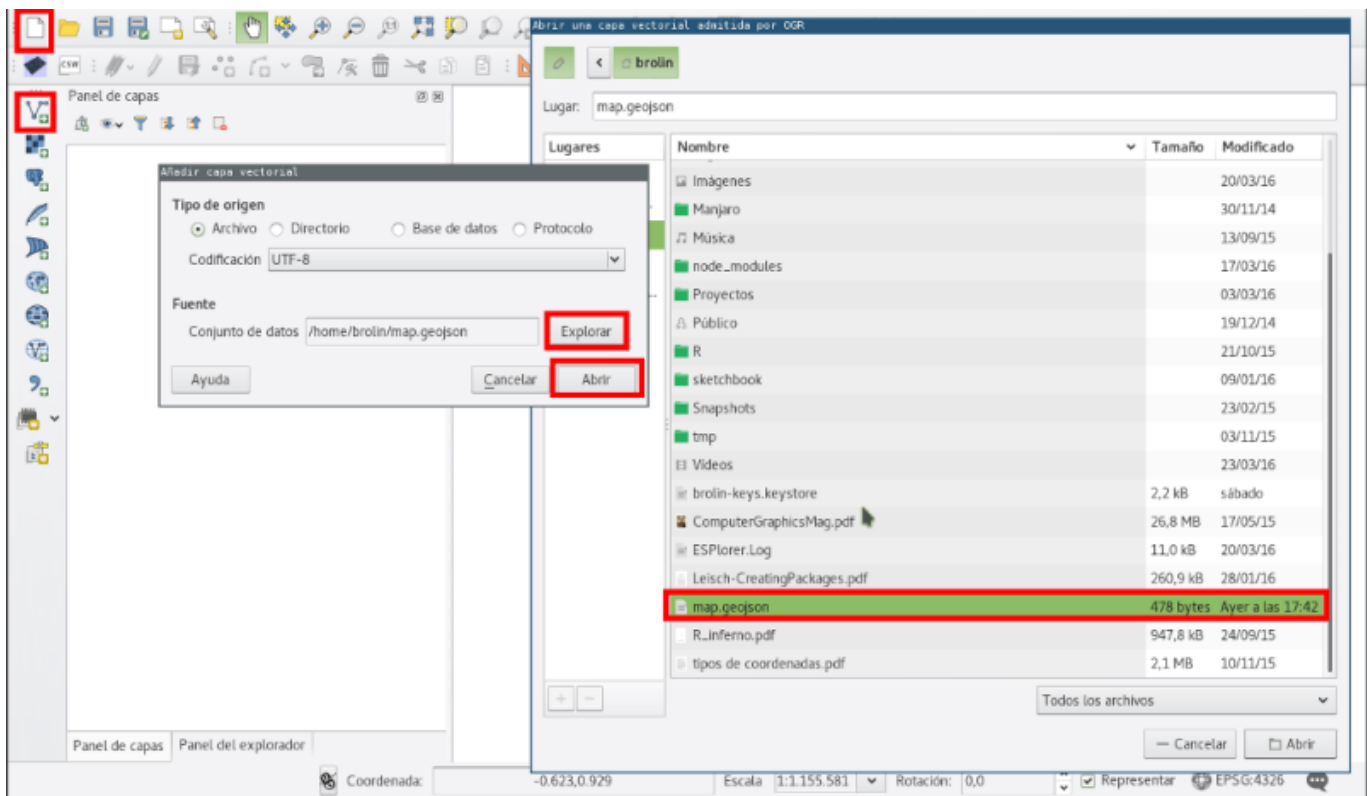 Abrir una capa vectorial admitida por OGR
CSW
brolin
Panel de capas
Lugar: map.geojson
Lugares
Nombre Tamaño Modificado
Imágenes 20/03/16
Manjaro 30/11/14
Música 13/09/15
node_modules 17/03/16
Proyectos 03/03/16
Público 19/12/14
R 21/10/15
sketchbook 09/01/16
Snapshots 23/02/15
tmp 03/11/15
Vídeos 23/03/16
brolin-keys.keystore 2,2 kB sábado
ComputerGraphicsMag.pdf 26,8 MB 17/05/15
ESPlorer.Log 11,0 kB 20/03/16
Leisch-CreatingPackages.pdf 260,9 kB 28/01/16
map.geojson 478 bytes Ayer a las 17:42
R_inferno.pdf 947,8 kB 24/09/15
tipos de coordenadas.pdf 2,1 MB 10/11/15
Todos los archivos
Cancelar Abrir
Añadir capa vectorial
Tipo de origen
Archivo Directorio Base de datos Protocolo
Codificación UTF-8
Fuente
Conjunto de datos /home/brolin/map.geojson Explorar
Ayuda Cancelar Abrir
Panel de capas Panel del explorador
Coordenada: -0.623,0.929 Escala 1:1.155.581 Rotación: 0,0 Representar EPSG:4326